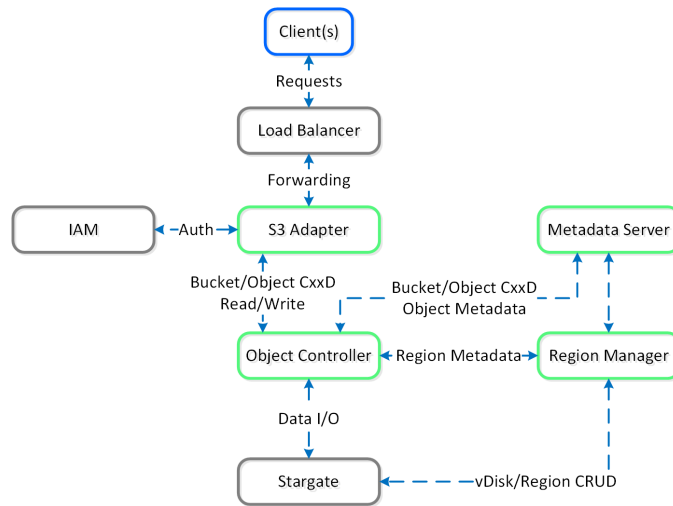 Client(s)
Requests
Load Balancer
Forwarding
IAM
Auth
S3 Adapter
Metadata Server
Bucket/Object CxxD
Read/Write
Bucket/Object CxxD
Object Metadata
Object Controller
Region Metadata
Region Manager
Data I/O
Stargate
vDisk/Region CRUD